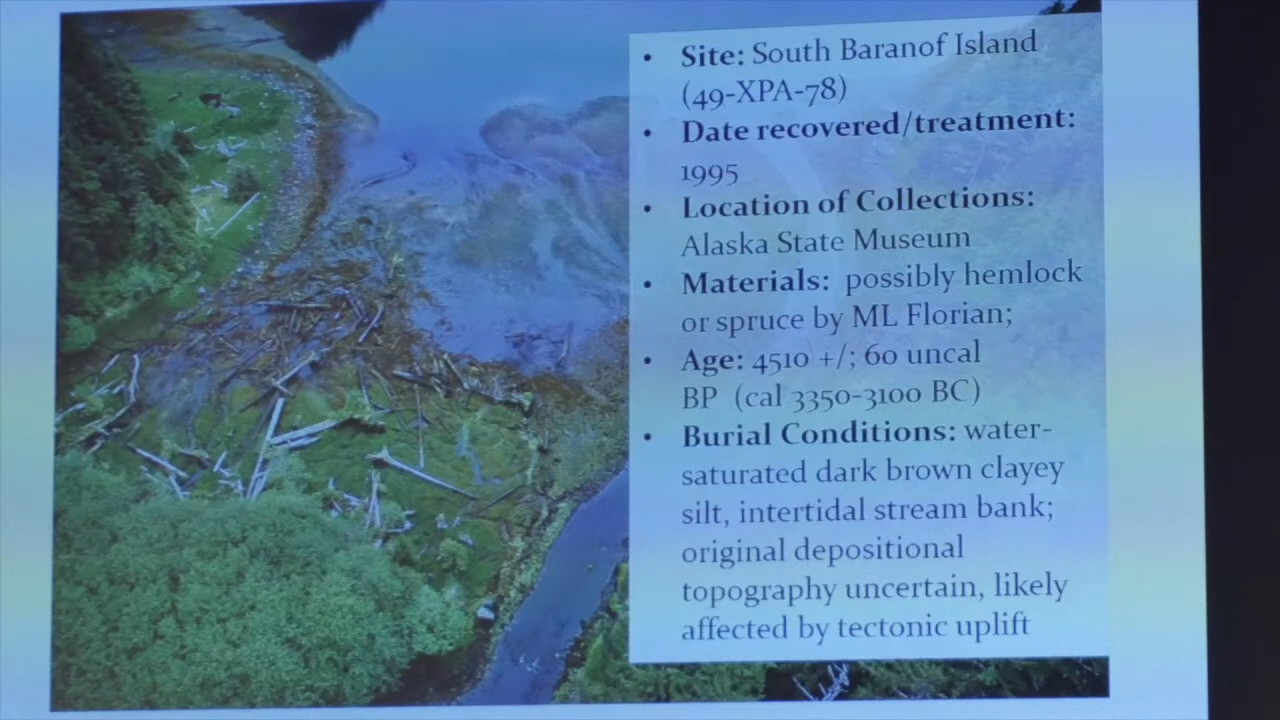 • Site: South Baranof Island
(49-XPA-78)
• Date recovered/treatment:
1995
• Location of Collections:
Alaska State Museum
• Materials: possibly hemlock
or spruce by ML Florian;
• Age: 4510 +/; 60 uncal
BP (cal 3350-3100 BC)
• Burial Conditions: water-
saturated dark brown clayey
silt, intertidal stream bank;
original depositional
topography uncertain, likely
affected by tectonic uplift